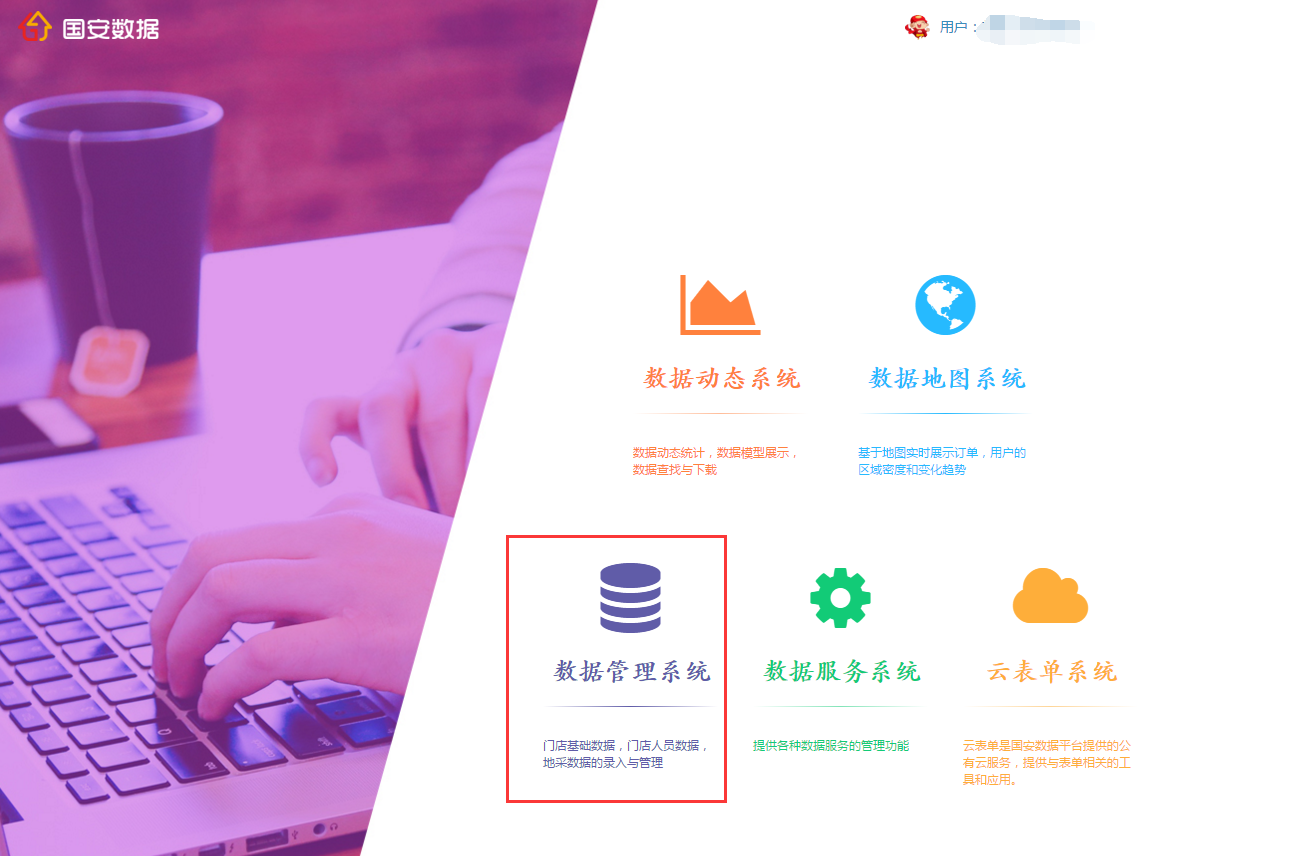 国安数据
用户：
数据动态系统
数据地图系统
数据动态统计，数据模型展示，
数据查找与下载
基于地图实时展示订单，用户的
区域密度和变化趋势
数据管理系统
数据服务系统
云表单系统
门店基础数据，门店人员数据，
地采数据的录入与管理
提供各种数据服务的管理功能
云表单是国安数据平台提供的公
有云服务，提供与表单相关的工
具和应用。